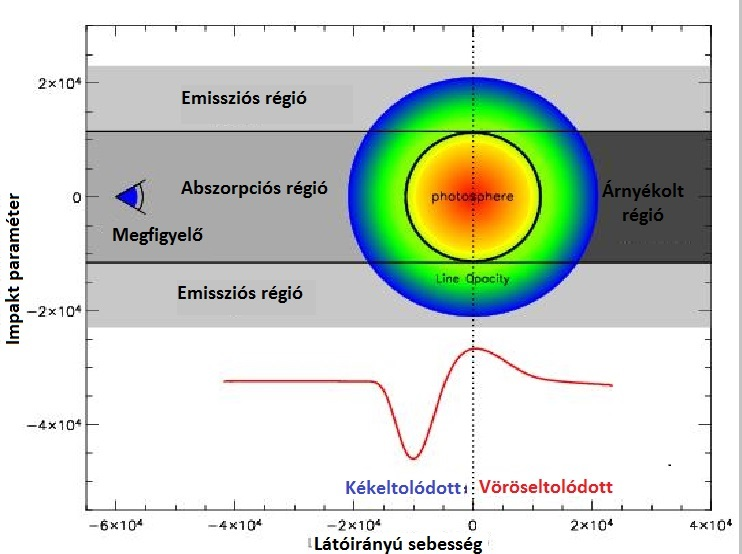 2×10⁴
Emissziós régió
Abszorpciós régió
0
photosphere
Árnyékolt
régió
Megfigyelő
Impakt paraméter
Line Opacity
Emissziós régió
−2×10⁴
−4×10⁴
Kékeltolódott
Vöröseltolódott
−6×10⁴
−4×10⁴
−2×10⁴
0
2×10⁴
4×10⁴
Látóirányú sebesség